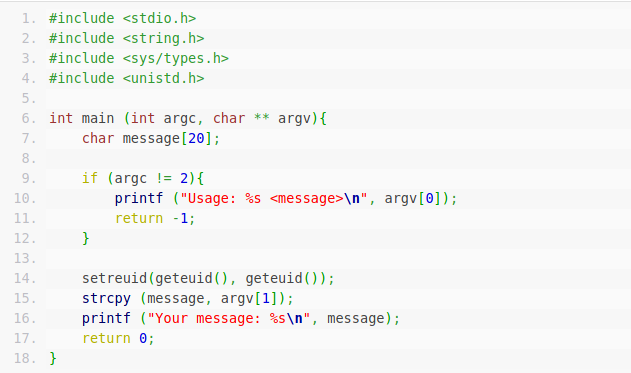 1. #include <stdio.h>
2. #include <string.h>
3. #include <sys/types.h>
4. #include <unistd.h>
5.
6. int main (int argc, char ** argv){
7.     char message[20];
8.
9.     if (argc != 2){
10.         printf ("Usage: %s <message>\n", argv[0]);
11.         return -1;
12.     }
13.
14.     setreuid(geteuid(), geteuid());
15.     strcpy (message, argv[1]);
16.     printf ("Your message: %s\n", message);
17.     return 0;
18. }